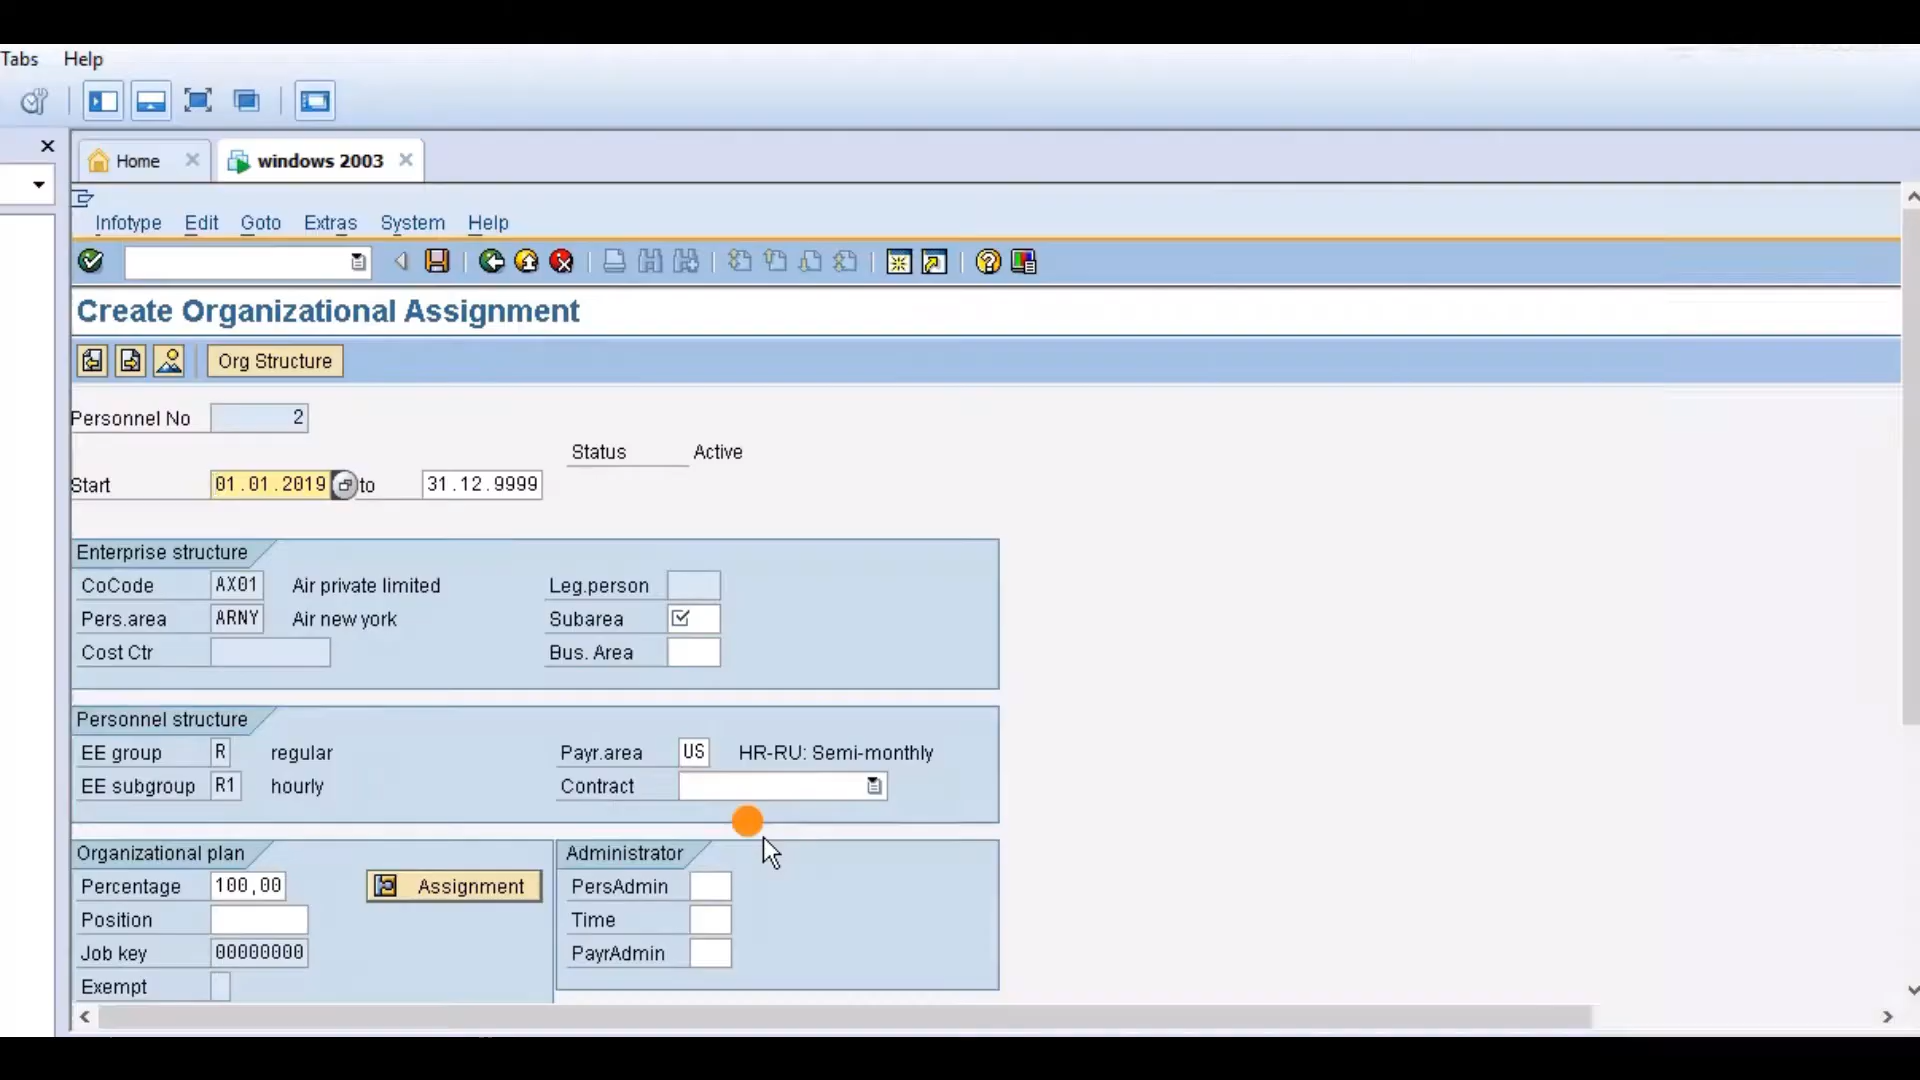 Tabs Help
Home windows 2003
Infotype Edit Goto Extras System Help
Create Organizational Assignment
Org Structure
Personnel No 2
Status Active
Start 01.01.2019 to 31.12.9999
Enterprise structure
CoCode AX01 Air private limited Leg.person
Pers.area ARNY Air new york Subarea
Cost Ctr Bus. Area
Personnel structure
EE group R regular Payr.area US HR-RU: Semi-monthly
EE subgroup R1 hourly Contract
Organizational plan Administrator
Percentage 100,00 Assignment PersAdmin
Position Time
Job key 00000000 PayrAdmin
Exempt